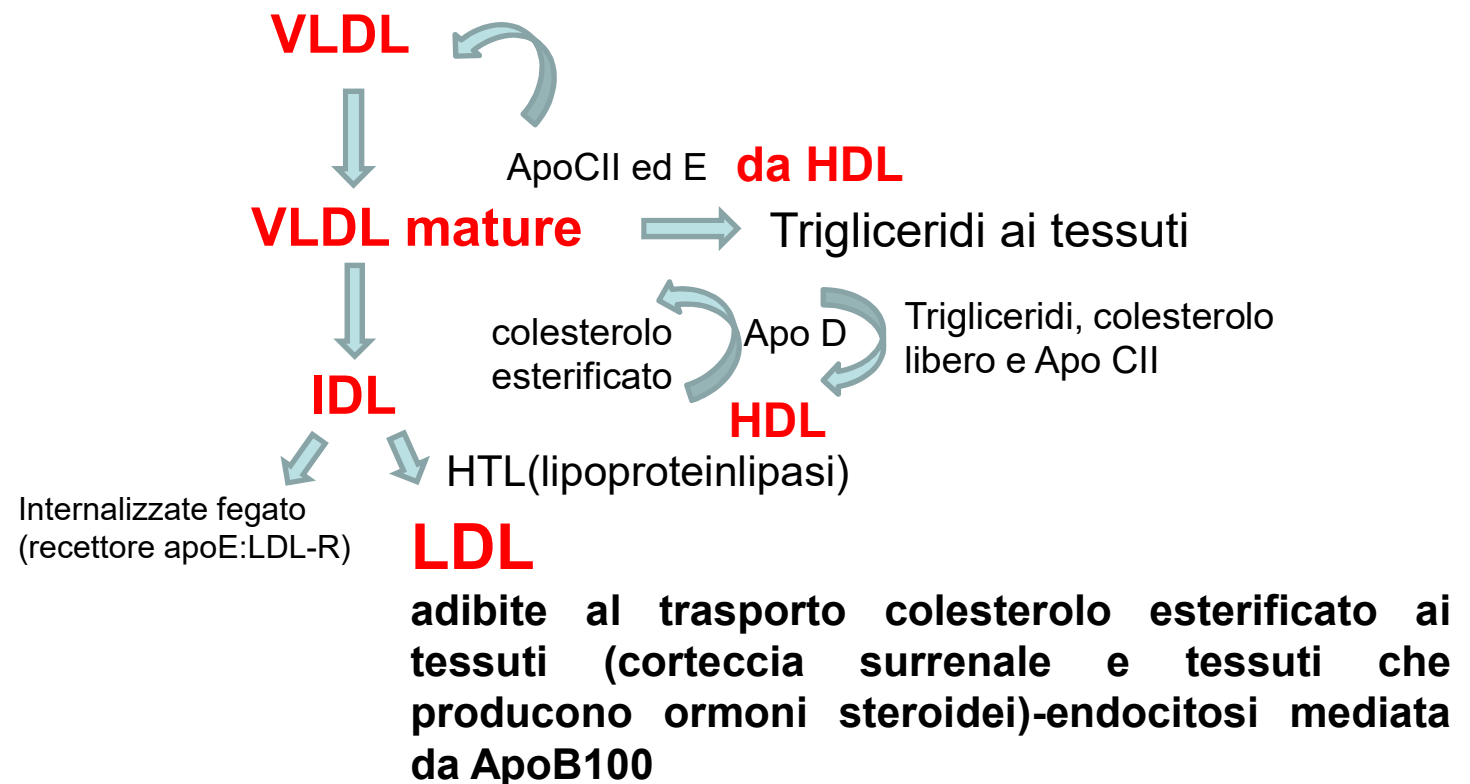 VLDL
ApoCII ed E da HDL
VLDL mature
Trigliceridi ai tessuti
colesterolo
esterificato
Apo D
Trigliceridi, colesterolo
libero e Apo CII
IDL
HDL
HTL(lipoproteinlipasi)
Internalizzate fegato
(recettore apoE:LDL-R)
LDL
adibite al trasporto colesterolo esterificato ai
tessuti (corteccia surrenale e tessuti che
producono ormoni steroidei)-endocitosi mediata
da ApoB100